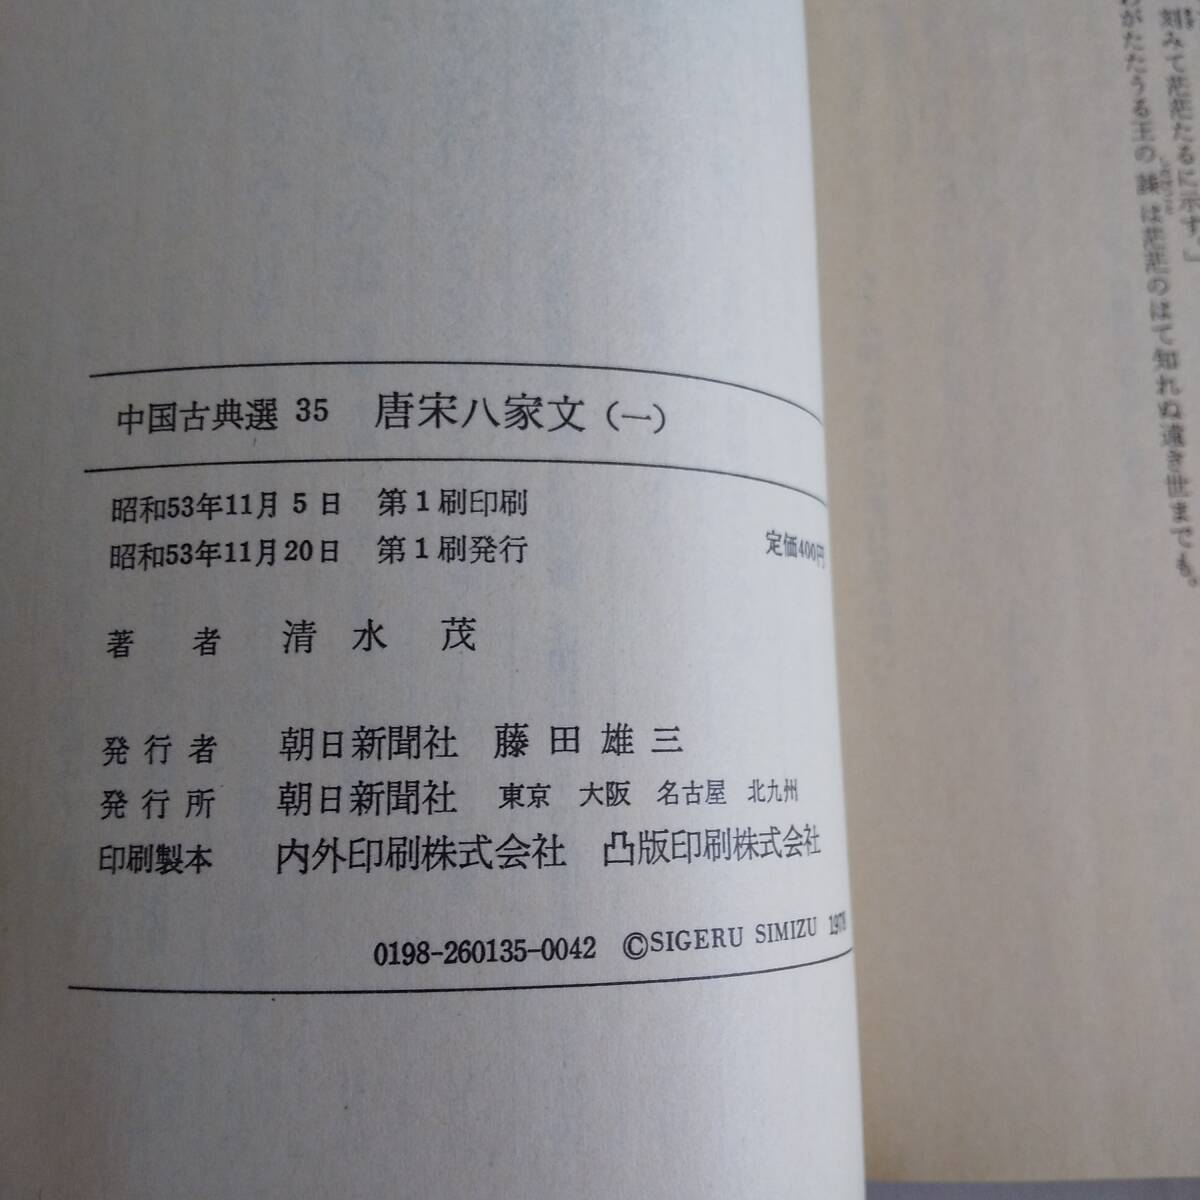 中国古典選 35 唐宋八家文(一)
昭和53年11月5日 第1刷印刷
昭和53年11月20日 第1刷発行
定価400円
著者 清水茂
発行者 朝日新聞社 藤田雄三
発行所 朝日新聞社 東京 大阪 名古屋 北九州
印刷製本 内外印刷株式会社 凸版印刷株式会社
0198-260135-0042 ©SIGERU SIMIZU 1978
刻みて茫茫たるに示す。」
わがたたうる王の は茫茫のはて知れぬ遠き世までも。